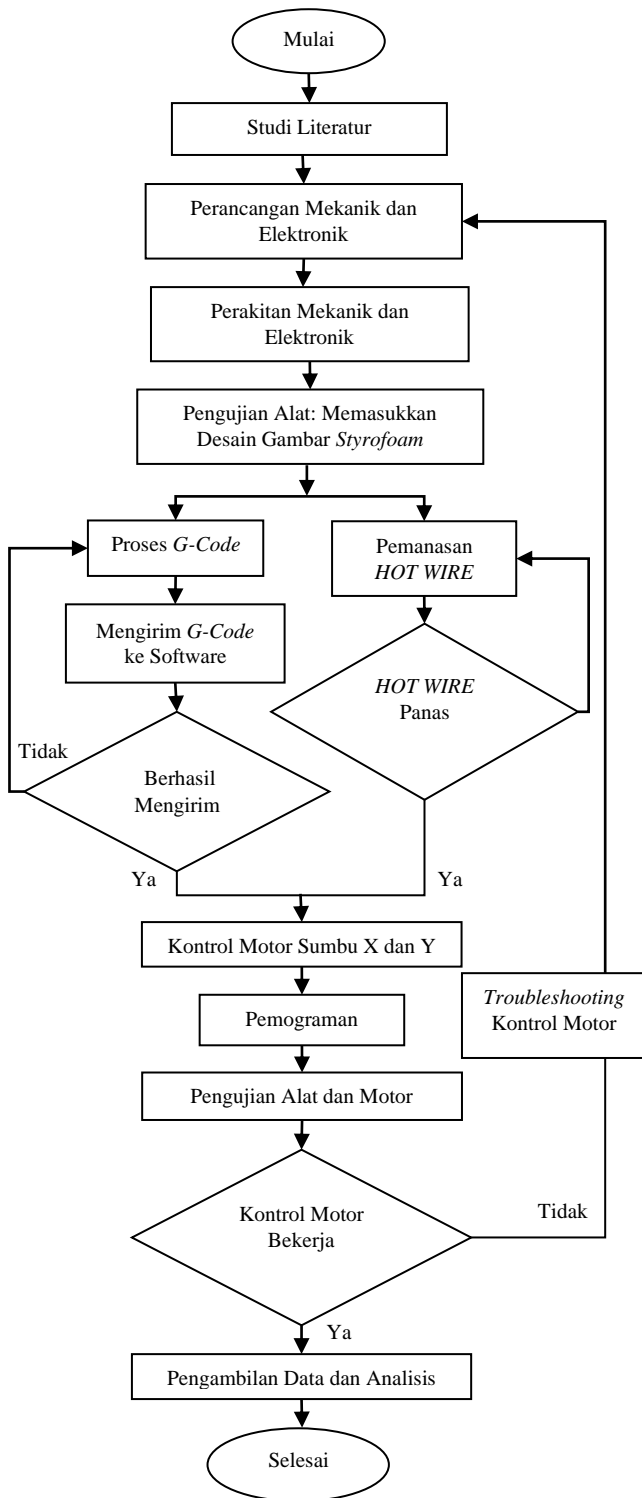 Mulai
Studi Literatur
Perancangan Mekanik dan
Elektronik
Perakitan Mekanik dan
Elektronik
Pengujian Alat: Memasukkan
Desain Gambar Styrofoam
Proses G-Code
Pemanasan
HOT WIRE
Mengirim G-Code
ke Software
HOT WIRE
Panas
Tidak
Berhasil
Mengirim
Ya
Ya
Kontrol Motor Sumbu X dan Y
Troubleshooting
Kontrol Motor
Pemograman
Pengujian Alat dan Motor
Kontrol Motor
Bekerja
Tidak
Ya
Pengambilan Data dan Analisis
Selesai